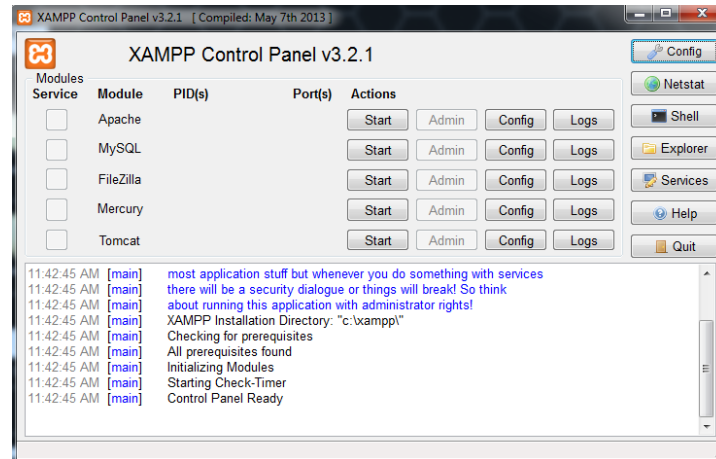 XAMPP Control Panel v3.2.1 [ Compiled: May 7th 2013 ]
XAMPP Control Panel v3.2.1
Config
Modules
Service Module PID(s) Port(s) Actions
Netstat
Apache Start Admin Config Logs
Shell
MySQL Start Admin Config Logs
Explorer
FileZilla Start Admin Config Logs
Services
Mercury Start Admin Config Logs
Help
Tomcat Start Admin Config Logs
Quit
11:42:45 AM [main] most application stuff but whenever you do something with services
11:42:45 AM [main] there will be a security dialogue or things will break! So think
11:42:45 AM [main] about running this application with administrator rights!
11:42:45 AM [main] XAMPP Installation Directory: "c:\xampp\"
11:42:45 AM [main] Checking for prerequisites
11:42:45 AM [main] All prerequisites found
11:42:45 AM [main] Initializing Modules
11:42:45 AM [main] Starting Check-Timer
11:42:45 AM [main] Control Panel Ready